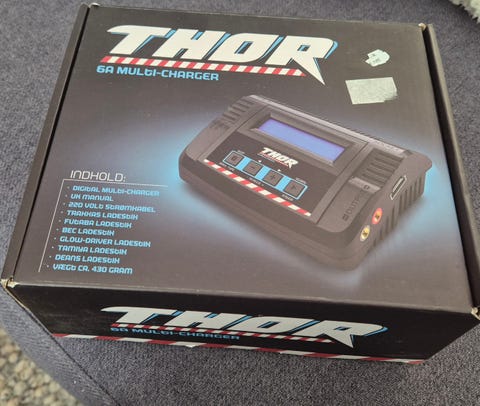 THOR
6A MULTI-CHARGER
THOR
INDHOLD:
· DIGITAL MULTI-CHARGER
· UK MANUAL
· 220 VOLT STRØMKABEL
· TRAXXAS LADESTIK
· FUTABA LADESTIK
· BEC LADESTIK
· GLOW-DRIVER LADESTIK
· TAMIYA LADESTIK
· DEANS LADESTIK
· VÆGT CA. 430 GRAM
THOR
6A MULTI-CHARGER